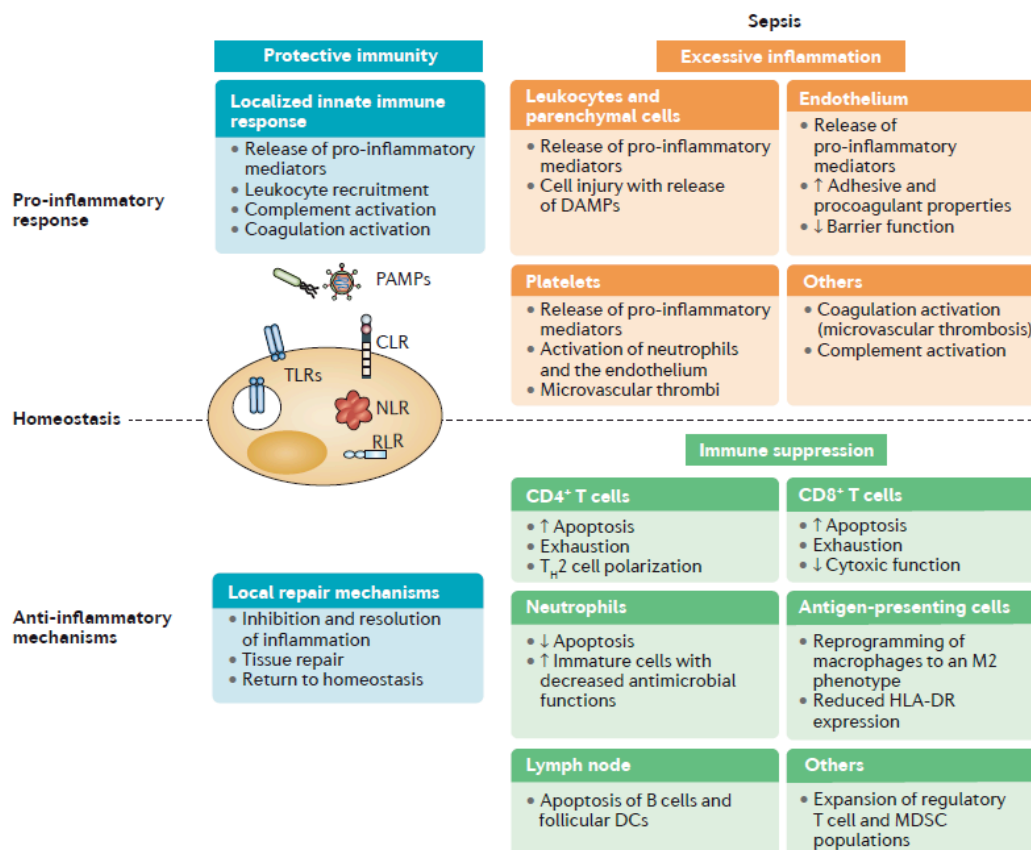 Sepsis
Protective immunity
Excessive inflammation
Pro-inflammatory
response
Localized innate immune
response
• Release of pro-inflammatory
mediators
• Leukocyte recruitment
• Complement activation
• Coagulation activation
Leukocytes and
parenchymal cells
• Release of pro-inflammatory
mediators
• Cell injury with release
of DAMPs
Endothelium
• Release of
pro-inflammatory
mediators
• ↑ Adhesive and
procoagulant properties
• ↓ Barrier function
PAMPs
CLR
TLRs
NLR
RLR
Platelets
• Release of pro-inflammatory
mediators
• Activation of neutrophils
and the endothelium
• Microvascular thrombi
Others
• Coagulation activation
(microvascular thrombosis)
• Complement activation
Homeostasis
Immune suppression
Anti-inflammatory
mechanisms
Local repair mechanisms
• Inhibition and resolution
of inflammation
• Tissue repair
• Return to homeostasis
CD4⁺ T cells
• ↑ Apoptosis
• Exhaustion
• T_H2 cell polarization
CD8⁺ T cells
• ↑ Apoptosis
• Exhaustion
• ↓ Cytoxic function
Neutrophils
• ↓ Apoptosis
• ↑ Immature cells with
decreased antimicrobial
functions
Antigen-presenting cells
• Reprogramming of
macrophages to an M2
phenotype
• Reduced HLA-DR
expression
Lymph node
• Apoptosis of B cells and
follicular DCs
Others
• Expansion of regulatory
T cell and MDSC
populations